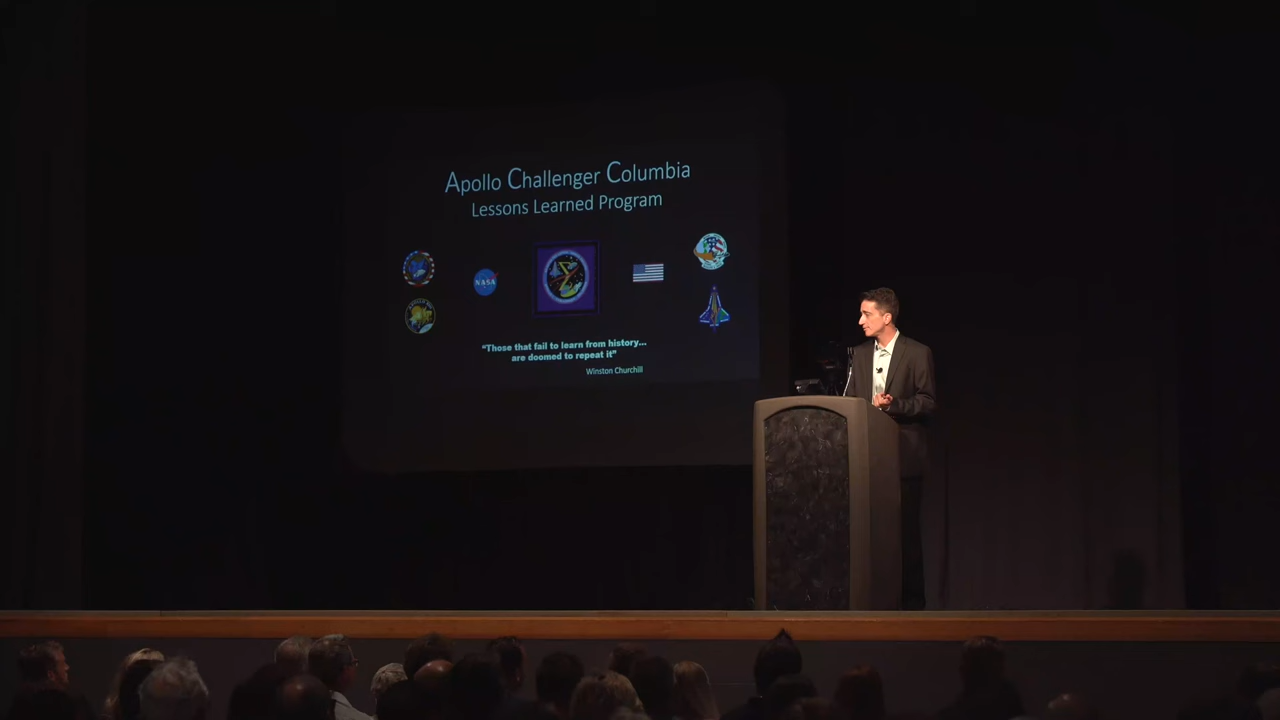 Apollo Challenger Columbia
Lessons Learned Program
NASA
“Those that fail to learn from history...
are doomed to repeat it”
Winston Churchill